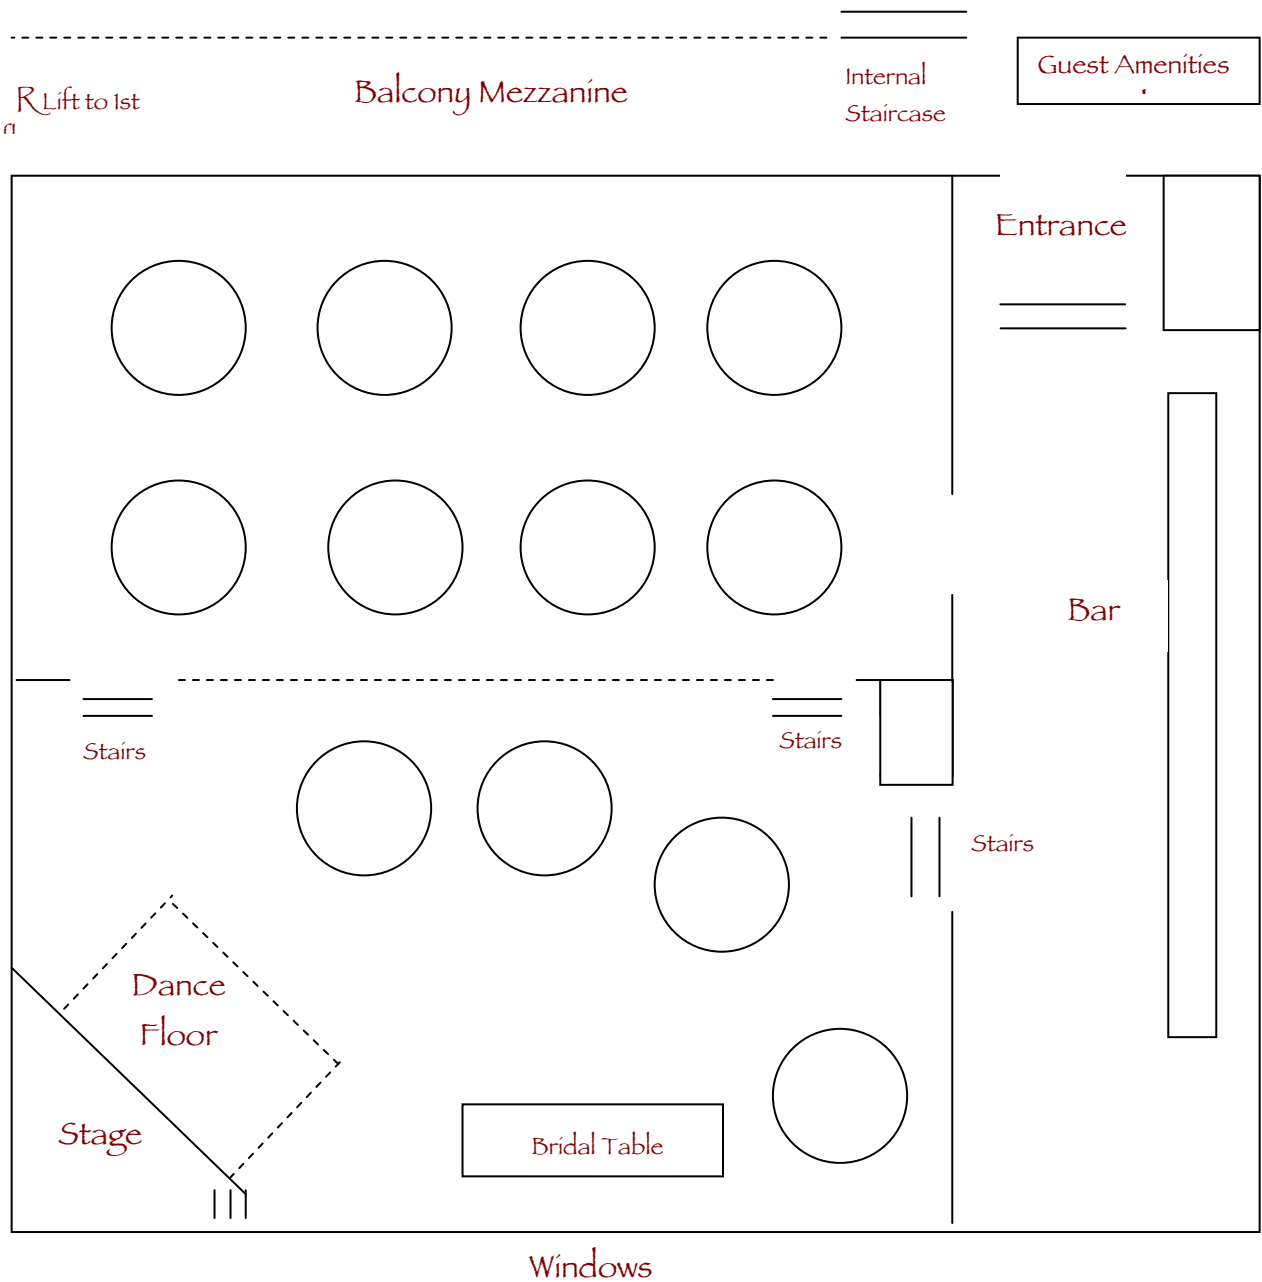 Guest Amenities
Internal
Staircase
Balcony Mezzanine
R Lift to 1st
Entrance
Bar
Stairs
Stairs
Stairs
Dance
Floor
Stage
Bridal Table
Windows